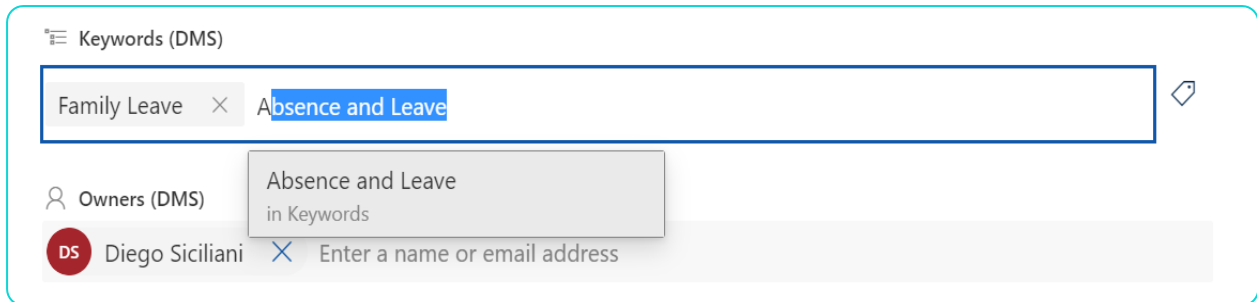 Keywords (DMS)
Family Leave Absence and Leave
Absence and Leave
in Keywords
Owners (DMS)
DS Diego Siciliani Enter a name or email address